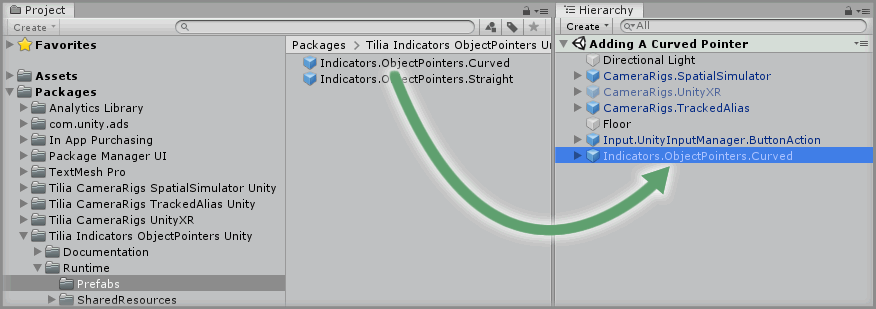 Project
Create
Favorites
Assets
Packages
Analytics Library
com.unity.ads
In App Purchasing
Package Manager UI
TextMesh Pro
Tilia CameraRigs SpatialSimulator Unity
Tilia CameraRigs TrackedAlias Unity
Tilia CameraRigs UnityXR
Tilia Indicators ObjectPointers Unity
Documentation
Runtime
Prefabs
SharedResources
Packages > Tilia Indicators ObjectPointers Un
Indicators.ObjectPointers.Curved
Indicators.ObjectPointers.Straight
Hierarchy
Create
All
Adding A Curved Pointer
Directional Light
CameraRigs.SpatialSimulator
CameraRigs.UnityXR
CameraRigs.TrackedAlias
Floor
Input.UnityInputManager.ButtonAction
Indicators.ObjectPointers.Curved